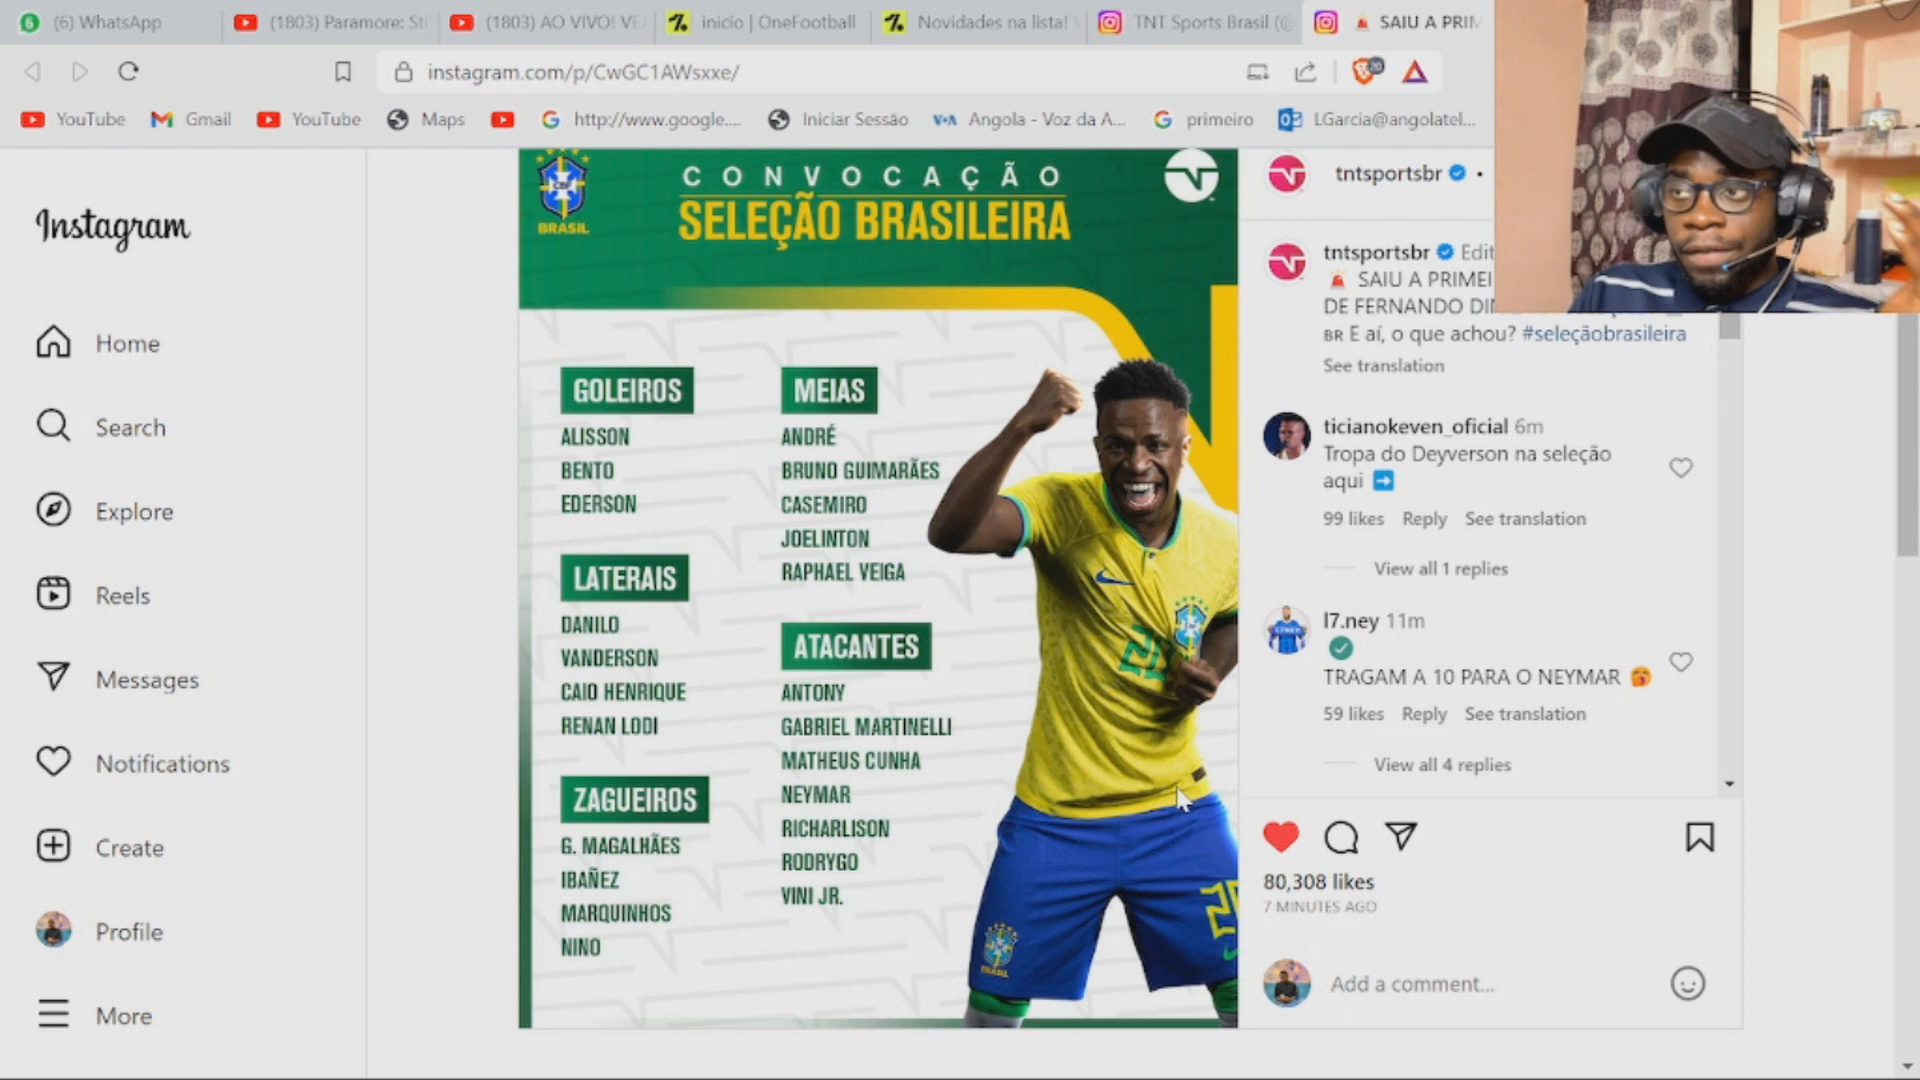 (6) WhatsApp
(1803) Paramore: Sti
(1803) AO VIVO! VE
inicio | OneFootball
Novidades na lista!
TNT Sports Brasil (@
SAIU A PRIM
instagram.com/p/CwGC1AWsxxe/
20
YouTube
Gmail
YouTube
Maps
http://www.google....
Iniciar Sessão
VOA
Angola - Voz da A...
primeiro
LGarcia@angolatel...
Instagram
Home
Search
Explore
Reels
Messages
Notifications
Create
Profile
More
CBF
BRASIL
CONVOCAÇÃO
SELEÇÃO BRASILEIRA
GOLEIROS
ALISSON
BENTO
EDERSON
LATERAIS
DANILO
VANDERSON
CAIO HENRIQUE
RENAN LODI
ZAGUEIROS
G. MAGALHÃES
IBAÑEZ
MARQUINHOS
NINO
MEIAS
ANDRÉ
BRUNO GUIMARÃES
CASEMIRO
JOELINTON
RAPHAEL VEIGA
ATACANTES
ANTONY
GABRIEL MARTINELLI
MATHEUS CUNHA
NEYMAR
RICHARLISON
RODRYGO
VINI JR.
BRASIL
tntsportsbr •
tntsportsbr Edit
🚨 SAIU A PRIMEI
DE FERNANDO DI
BR E aí, o que achou? #seleçãobrasileira
See translation
ticianokeven_oficial 6m
Tropa do Deyverson na seleção
aqui ➡️
99 likes Reply See translation
View all 1 replies
l7.ney 11m
TRAGAM A 10 PARA O NEYMAR
59 likes Reply See translation
View all 4 replies
80,308 likes
7 MINUTES AGO
Add a comment...